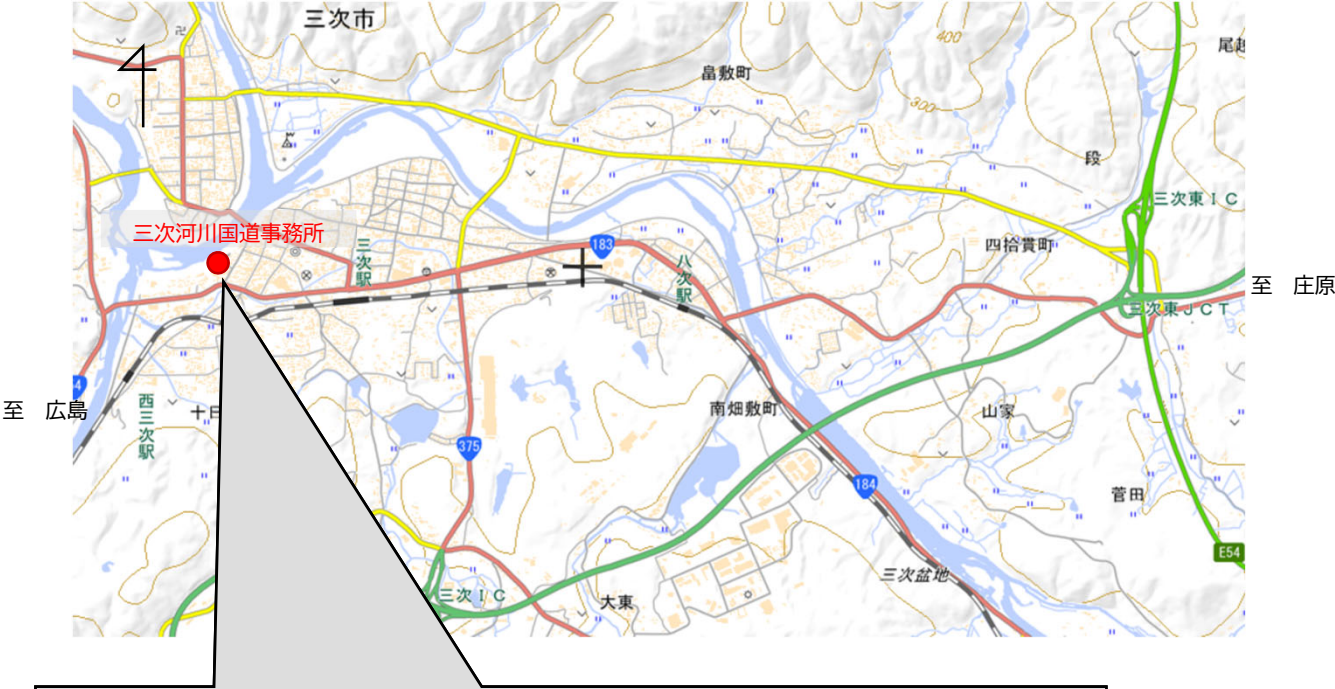 三次市
400
尾越
畠敷町
300
段
三次東IC
三次河川国道事務所
三次駅
183
八次駅
四拾貫町
至 庄原
三次東JCT
至 広島
西三次駅
十日
南畑敷町
山家
375
184
菅田
E54
三次盆地
三次IC
大東